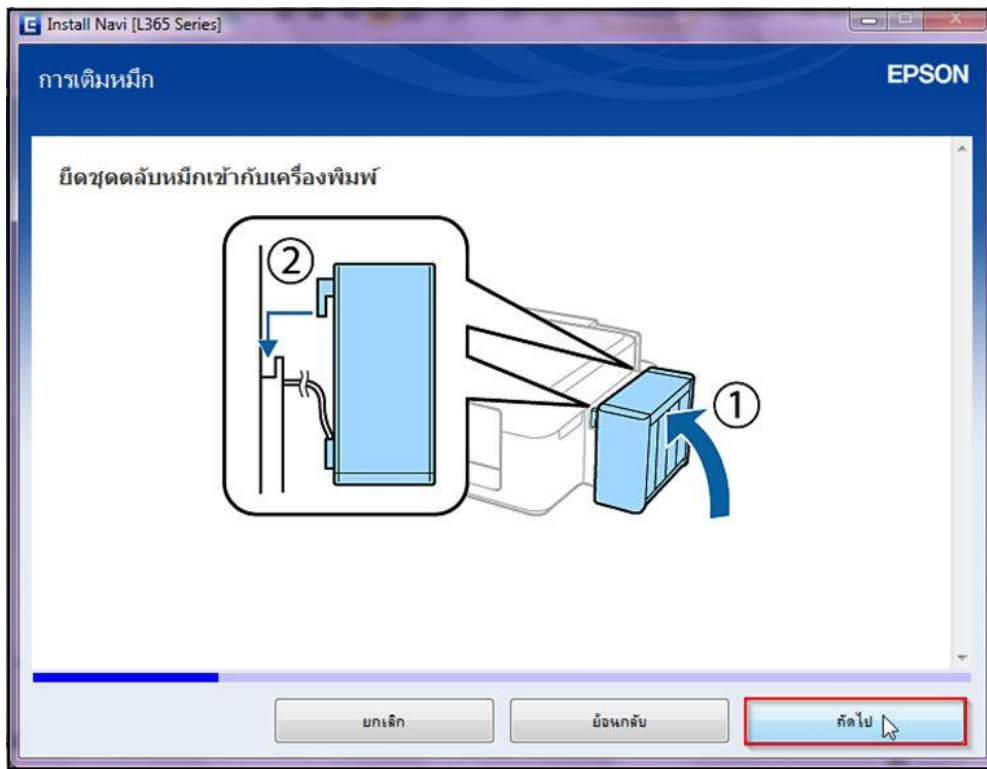 Install Navi [L365 Series]
การเติมหมึก
EPSON
ยึดชุดตลับหมึกเข้ากับเครื่องพิมพ์
②
①
ยกเลิก
ย้อนกลับ
ถัดไป